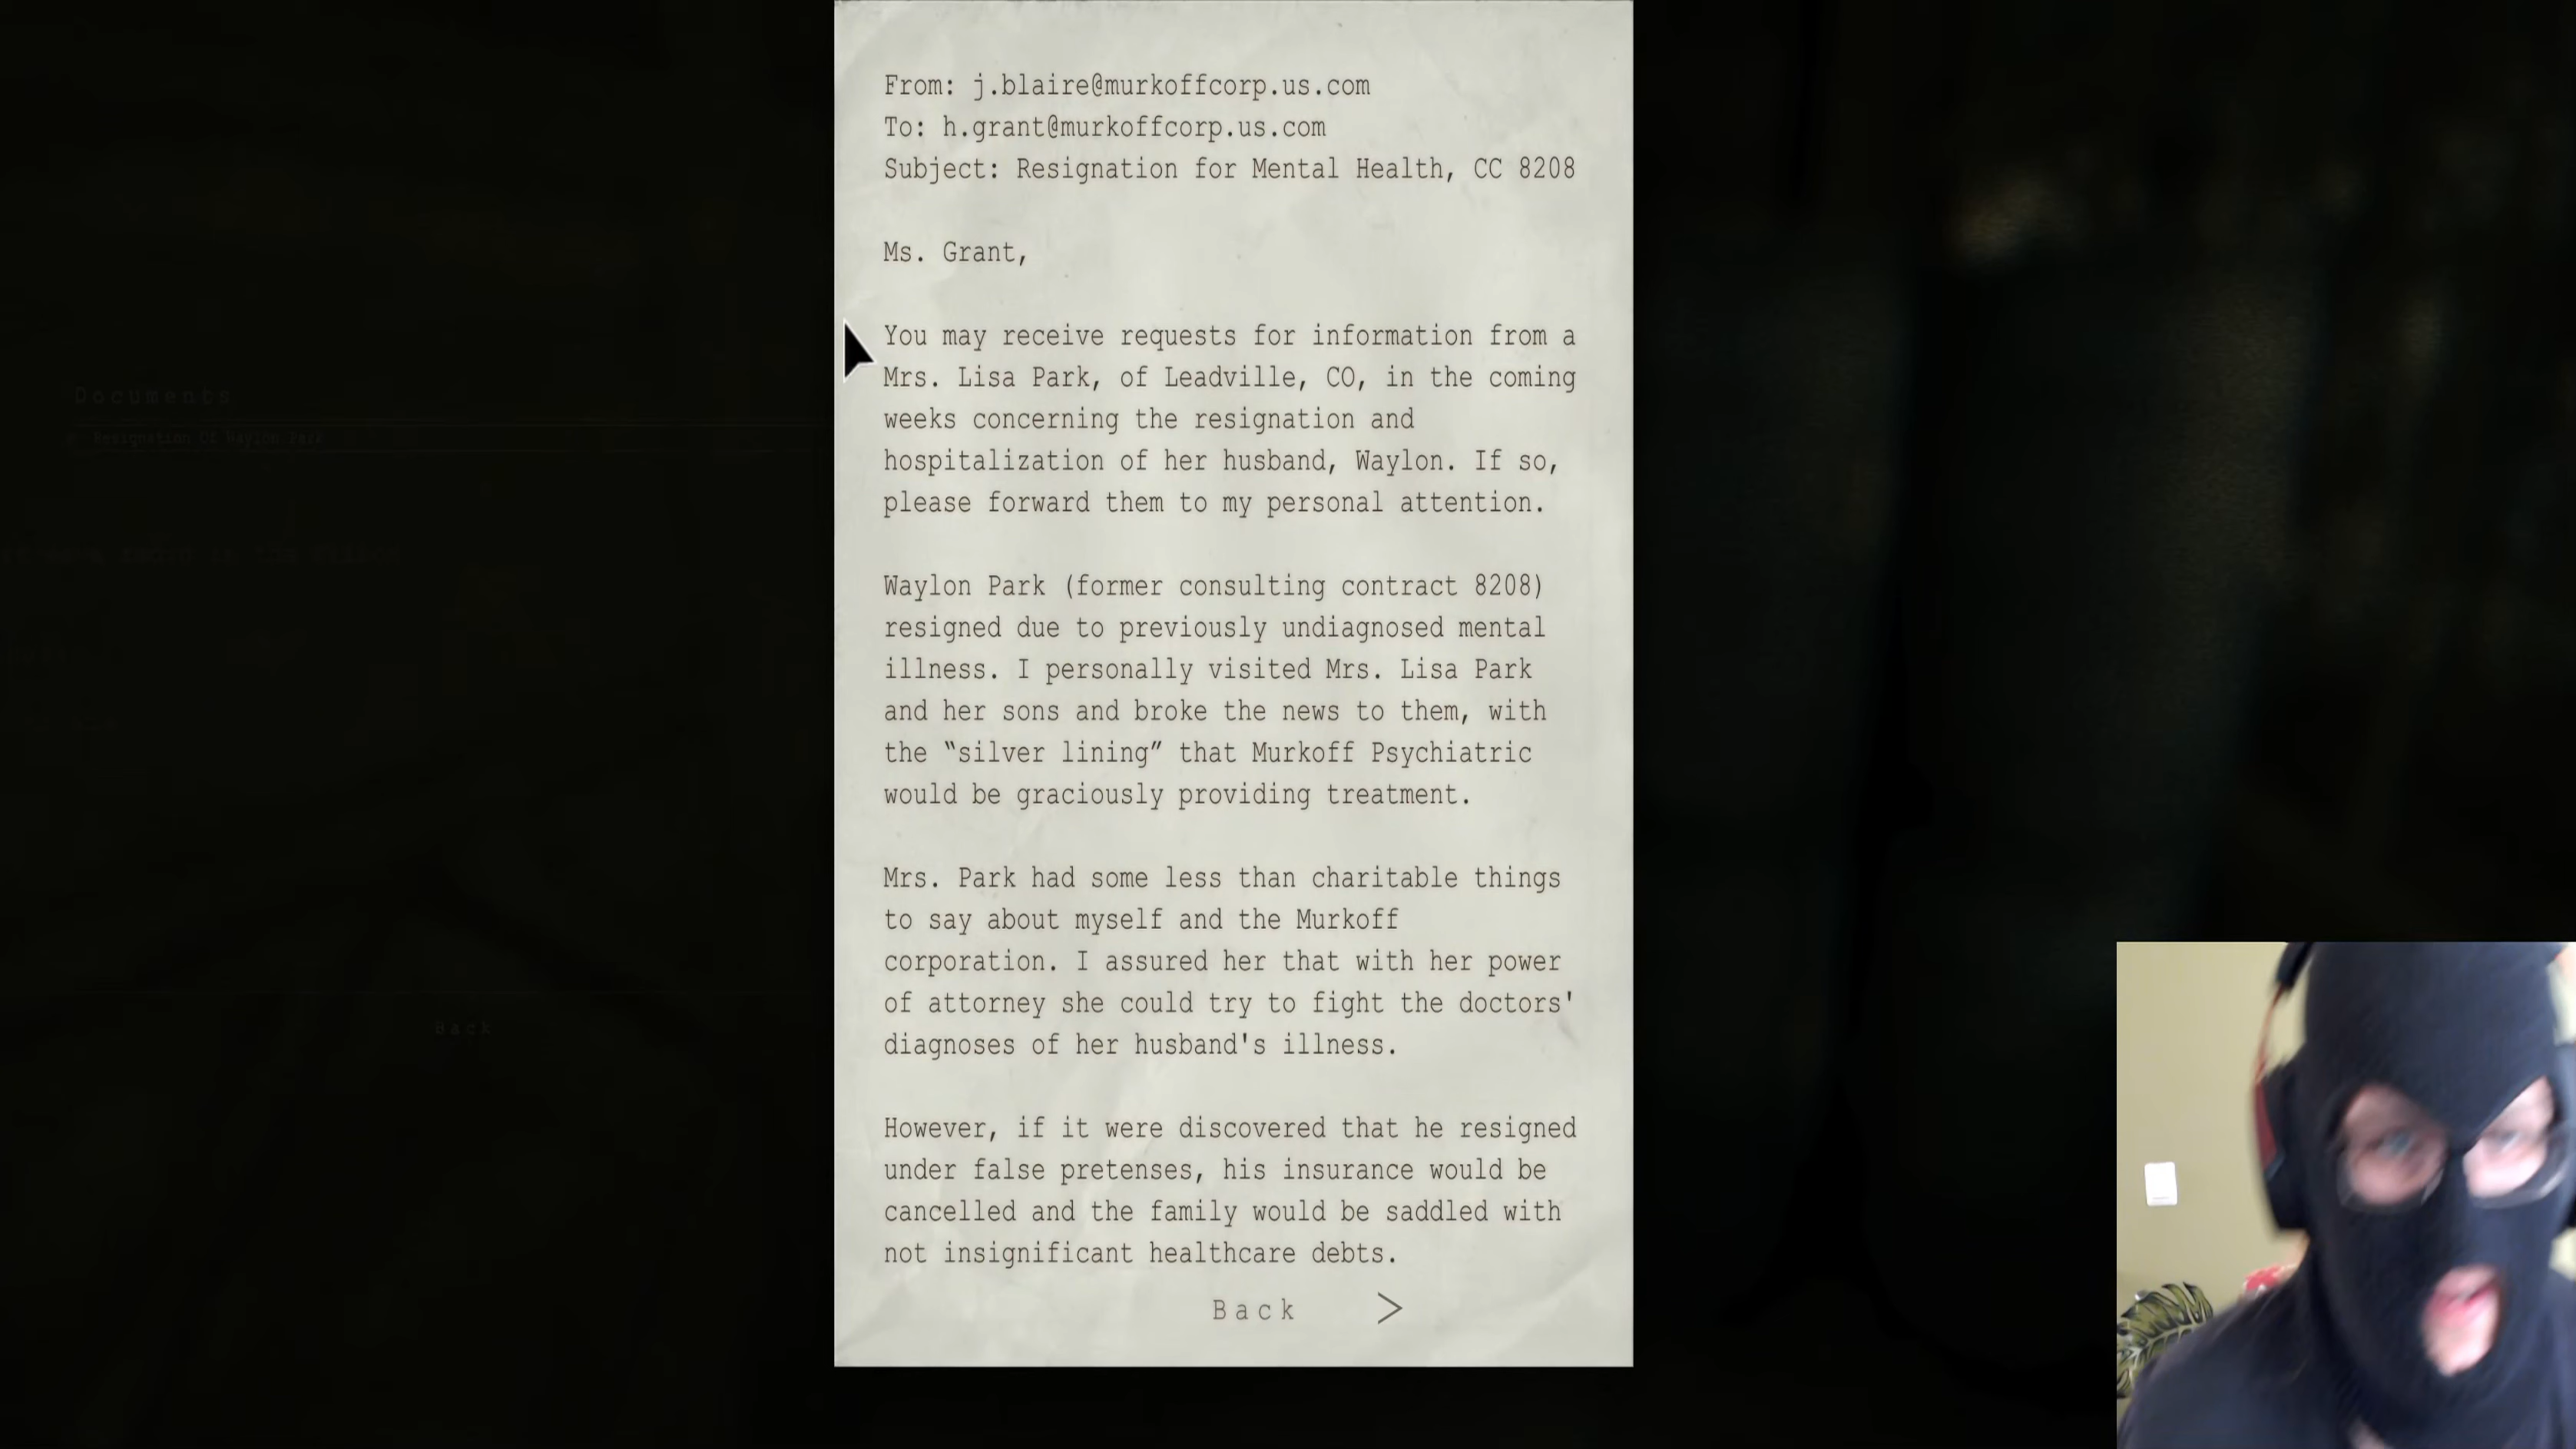 From: j.blaire@murkoffcorp.us.com
To: h.grant@murkoffcorp.us.com
Subject: Resignation for Mental Health, CC 8208
Ms. Grant,
You may receive requests for information from a
Mrs. Lisa Park, of Leadville, CO, in the coming
weeks concerning the resignation and
hospitalization of her husband, Waylon. If so,
please forward them to my personal attention.
Waylon Park (former consulting contract 8208)
resigned due to previously undiagnosed mental
illness. I personally visited Mrs. Lisa Park
and her sons and broke the news to them, with
the “silver lining” that Murkoff Psychiatric
would be graciously providing treatment.
Mrs. Park had some less than charitable things
to say about myself and the Murkoff
corporation. I assured her that with her power
of attorney she could try to fight the doctors'
diagnoses of her husband's illness.
However, if it were discovered that he resigned
under false pretenses, his insurance would be
cancelled and the family would be saddled with
not insignificant healthcare debts.
Back >
Documents
Resignation Of Waylon Park
Back